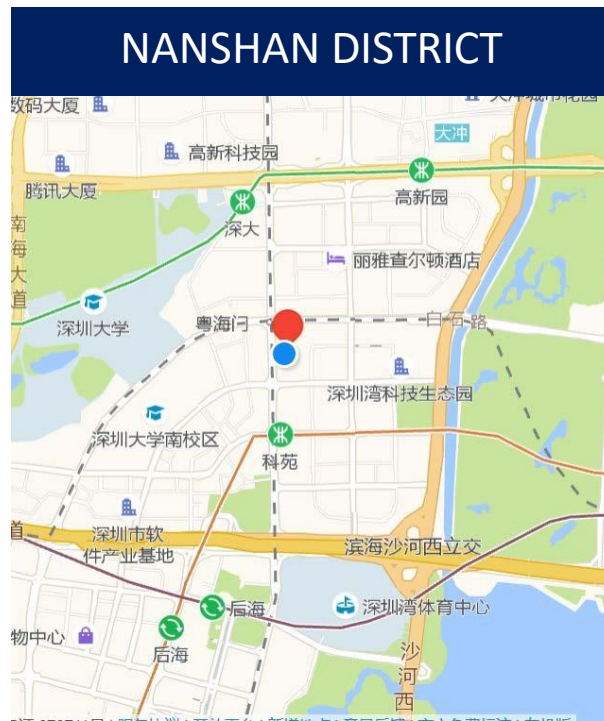 NANSHAN DISTRICT
数码大厦
大冲
高新科技园
腾讯大厦
高新园
南
海
大
道
深大
丽雅查尔顿酒店
深圳大学
粤海门
白石路
深圳湾科技生态园
深圳大学南校区
科苑
道
深圳市软
件产业基地
滨海沙河西立交
后海
深圳湾体育中心
物中心
后海
沙
河
西